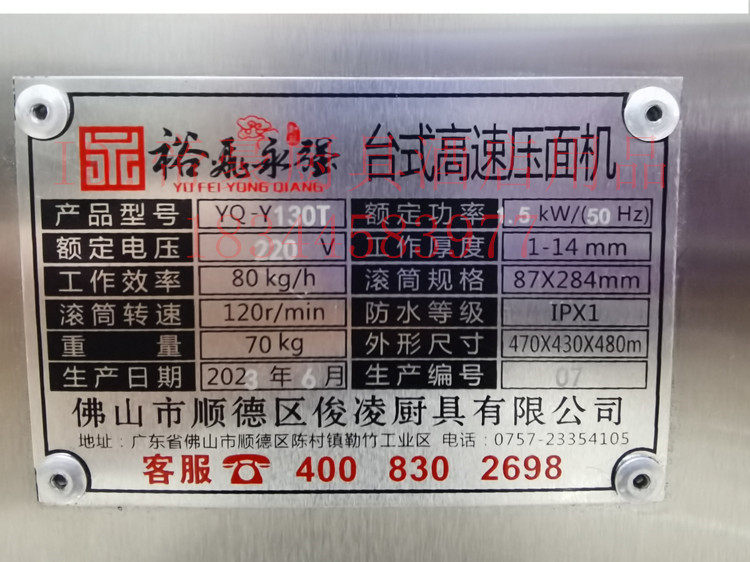 裕飞永强 台式高速压面机
YU FEI YONG QIANG
产品型号 YQ-Y130T 额定功率 1.5 kW/(50 Hz)
额定电压 220 V 工作厚度 1-14 mm
工作效率 80 kg/h 滚筒规格 87X284mm
滚筒转速 120r/min 防水等级 IPX1
重量 70 kg 外形尺寸 470X430X480m
生产日期 2023 年 6 月 生产编号 07
佛山市顺德区俊凌厨具有限公司
地址: 广东省佛山市顺德区陈村镇勒竹工业区 电话: 0757-23354105
客服☎ 400 830 2698
18344583977